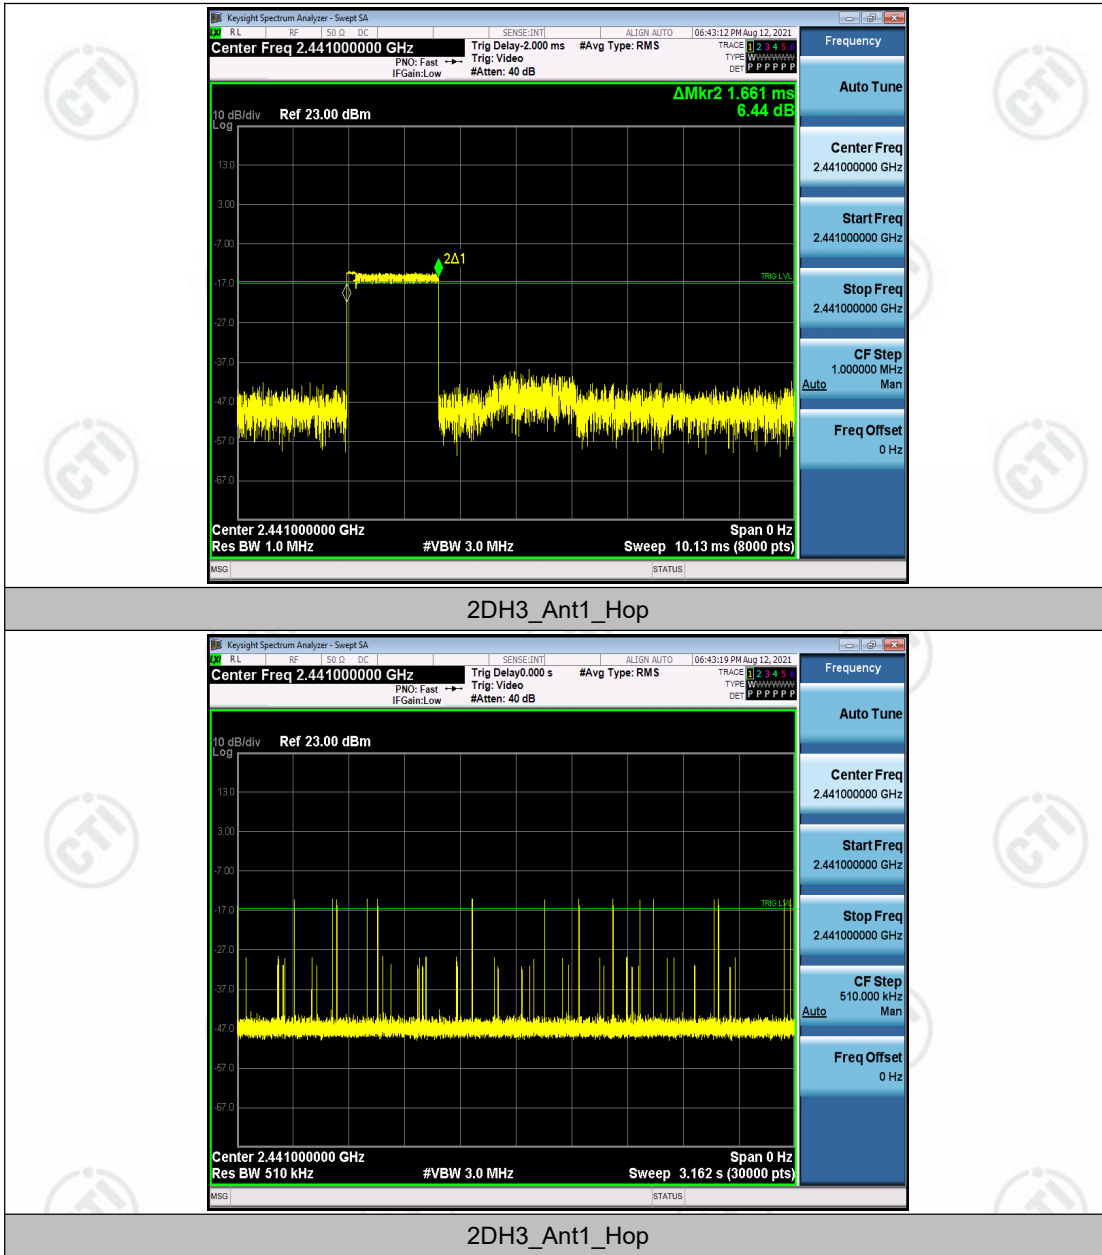 Keysight Spectrum Analyzer - Swept SA
LXI RL RF 50 Ω DC SENSE:INT ALIGN AUTO 06:43:12 PM Aug 12, 2021
Center Freq 2.441000000 GHz
PNO: Fast
IFGain:Low
Trig Delay-2.000 ms
Trig: Video
#Atten: 40 dB
#Avg Type: RMS
TRACE 1 2 3 4 5 6
TYPE WWWWWW
DET P P P P P P
Frequency
Auto Tune
Center Freq
2.441000000 GHz
Start Freq
2.441000000 GHz
Stop Freq
2.441000000 GHz
CF Step
1.000000 MHz
Auto Man
Freq Offset
0 Hz
ΔMkr2 1.661 ms
6.44 dB
10 dB/div Ref 23.00 dBm
Log
13.0
3.00
-7.00
-17.0
-27.0
-37.0
-47.0
-57.0
-67.0
2Δ1
TRIG LVL
Center 2.441000000 GHz Span 0 Hz
Res BW 1.0 MHz #VBW 3.0 MHz Sweep 10.13 ms (8000 pts)
MSG STATUS
2DH3_Ant1_Hop
Keysight Spectrum Analyzer - Swept SA
LXI RL RF 50 Ω DC SENSE:INT ALIGN AUTO 06:43:19 PM Aug 12, 2021
Center Freq 2.441000000 GHz
PNO: Fast
IFGain:Low
Trig Delay0.000 s
Trig: Video
#Atten: 40 dB
#Avg Type: RMS
TRACE 1 2 3 4 5 6
TYPE WWWWWW
DET P P P P P P
Frequency
Auto Tune
Center Freq
2.441000000 GHz
Start Freq
2.441000000 GHz
Stop Freq
2.441000000 GHz
CF Step
510.000 kHz
Auto Man
Freq Offset
0 Hz
10 dB/div Ref 23.00 dBm
Log
13.0
3.00
-7.00
-17.0
-27.0
-37.0
-47.0
-57.0
-67.0
TRIG LVL
Center 2.441000000 GHz Span 0 Hz
Res BW 510 kHz #VBW 3.0 MHz Sweep 3.162 s (30000 pts)
MSG STATUS
2DH3_Ant1_Hop
CTI
CTI
CTI
CTI
CTI
CTI